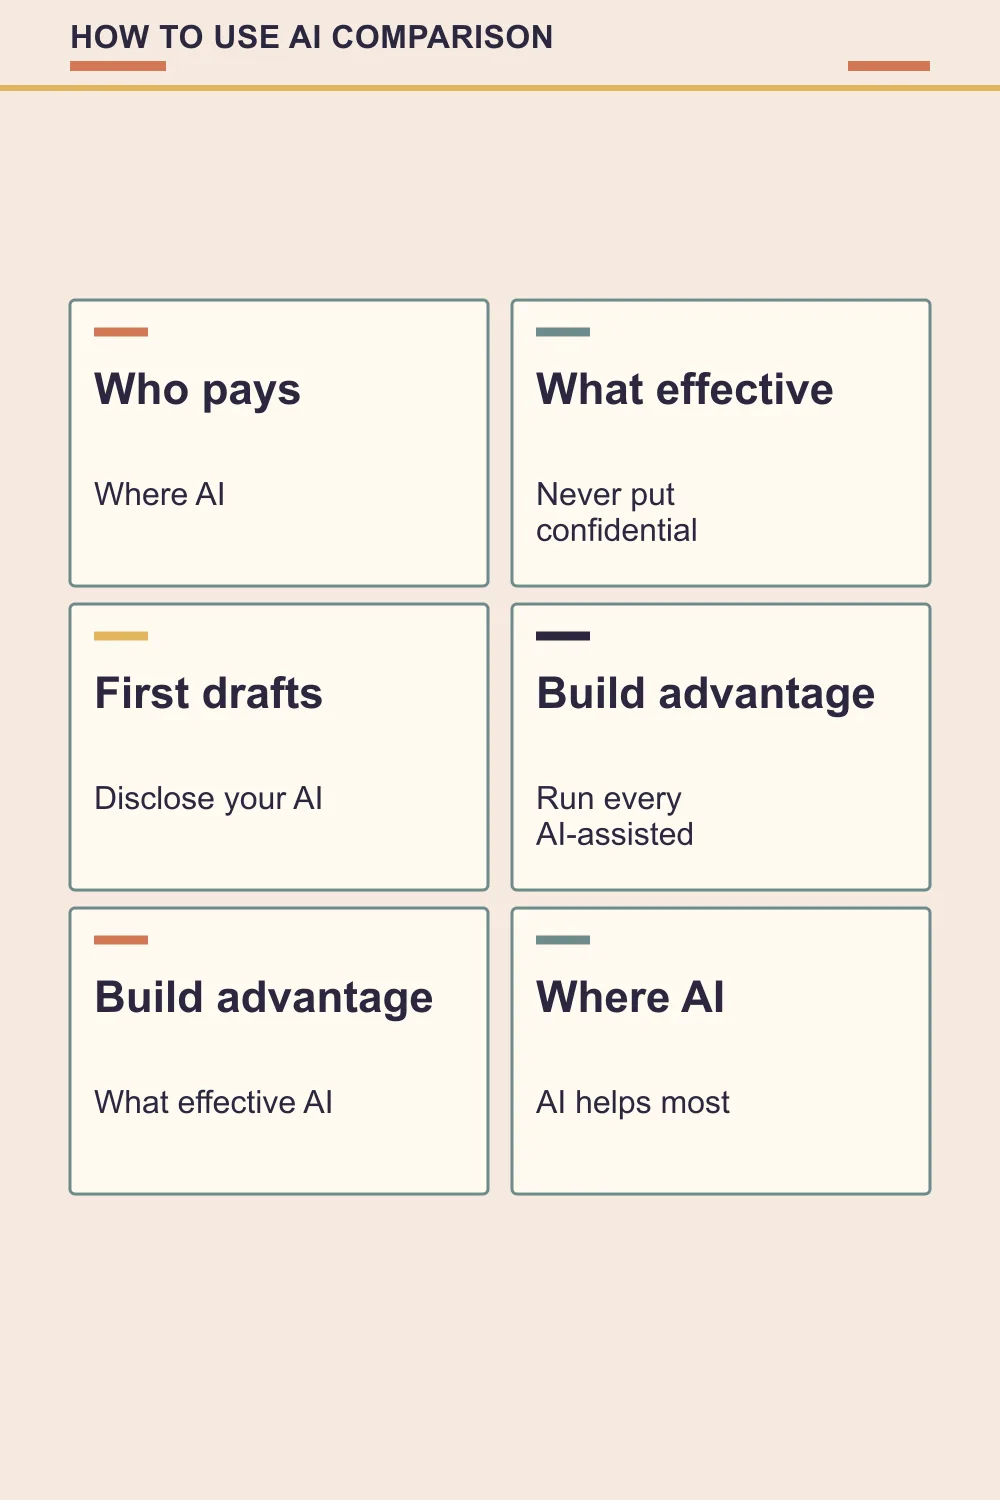 HOW TO USE AI COMPARISON
Who pays
Where AI
What effective
Never put
confidential
First drafts
Disclose your AI
Build advantage
Run every
AI-assisted
Build advantage
What effective AI
Where AI
AI helps most